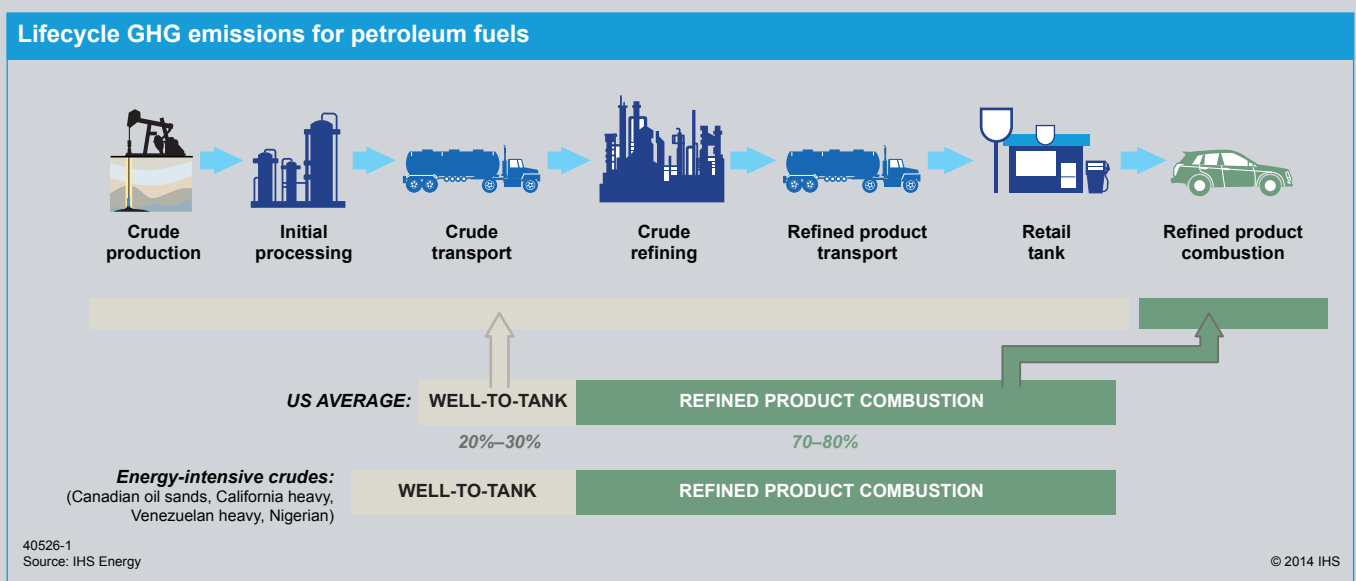 Lifecycle GHG emissions for petroleum fuels
Crude
production
Initial
processing
Crude
transport
Crude
refining
Refined product
transport
Retail
tank
Refined product
combustion
US AVERAGE:
WELL-TO-TANK
REFINED PRODUCT COMBUSTION
20%–30%
70–80%
Energy-intensive crudes:
(Canadian oil sands, California heavy,
Venezuelan heavy, Nigerian)
WELL-TO-TANK
REFINED PRODUCT COMBUSTION
40526-1
Source: IHS Energy
© 2014 IHS